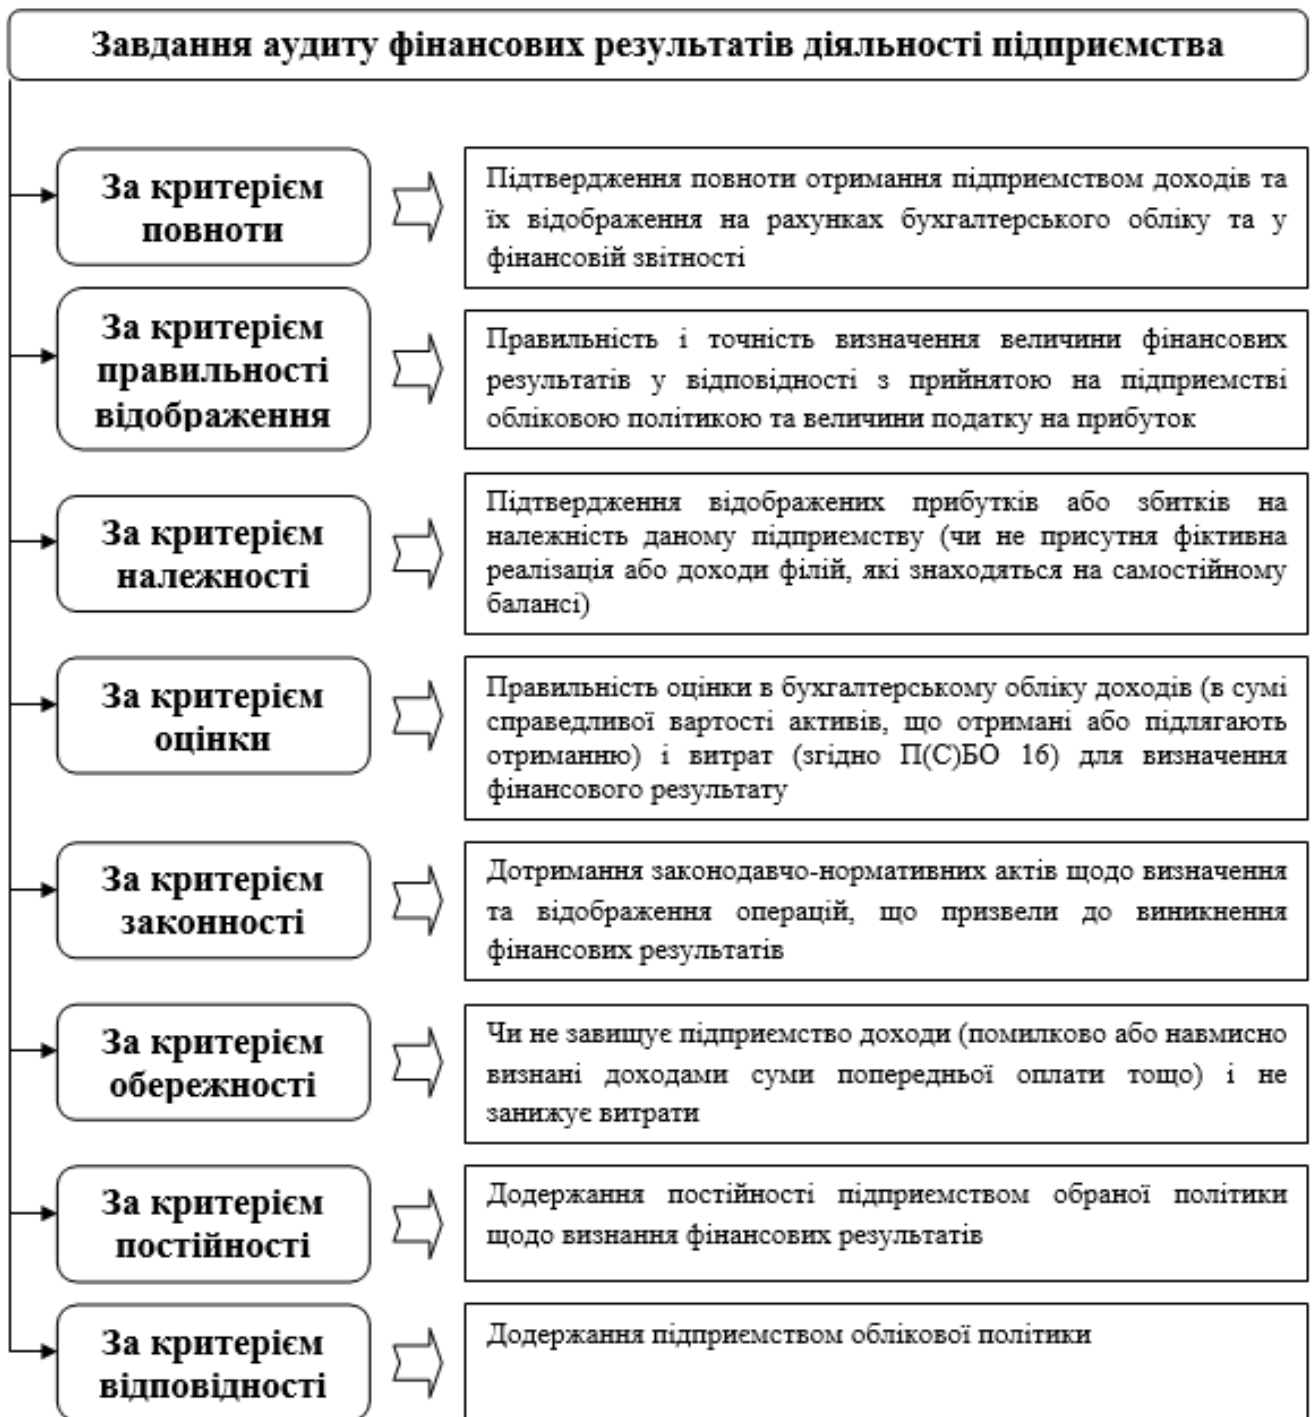 Завдання аудиту фінансових результатів діяльності підприємства
За критерієм
повноти
Підтвердження повноти отримання підприємством доходів та
їх відображення на рахунках бухгалтерського обліку та у
фінансовій звітності
За критерієм
правильності
відображення
Правильність і точність визначення величини фінансових
результатів у відповідності з прийнятою на підприємстві
обліковою політикою та величини податку на прибуток
За критерієм
належності
Підтвердження відображених прибутків або збитків на
належність даному підприємству (чи не присутня фіктивна
реалізація або доходи філій, які знаходяться на самостійному
балансі)
За критерієм
оцінки
Правильність оцінки в бухгалтерському обліку доходів (в сумі
справедливої вартості активів, що отримані або підлягають
отриманню) і витрат (згідно П(С)БО 16) для визначення
фінансового результату
За критерієм
законності
Дотримання законодавчо-нормативних актів щодо визначення
та відображення операцій, що призвели до виникнення
фінансових результатів
За критерієм
обережності
Чи не завищує підприємство доходи (помилково або навмисно
визнані доходами суми попередньої оплати тощо) і не
занижує витрати
За критерієм
постійності
Додержання постійності підприємством обраної політики
щодо визнання фінансових результатів
За критерієм
відповідності
Додержання підприємством облікової політики